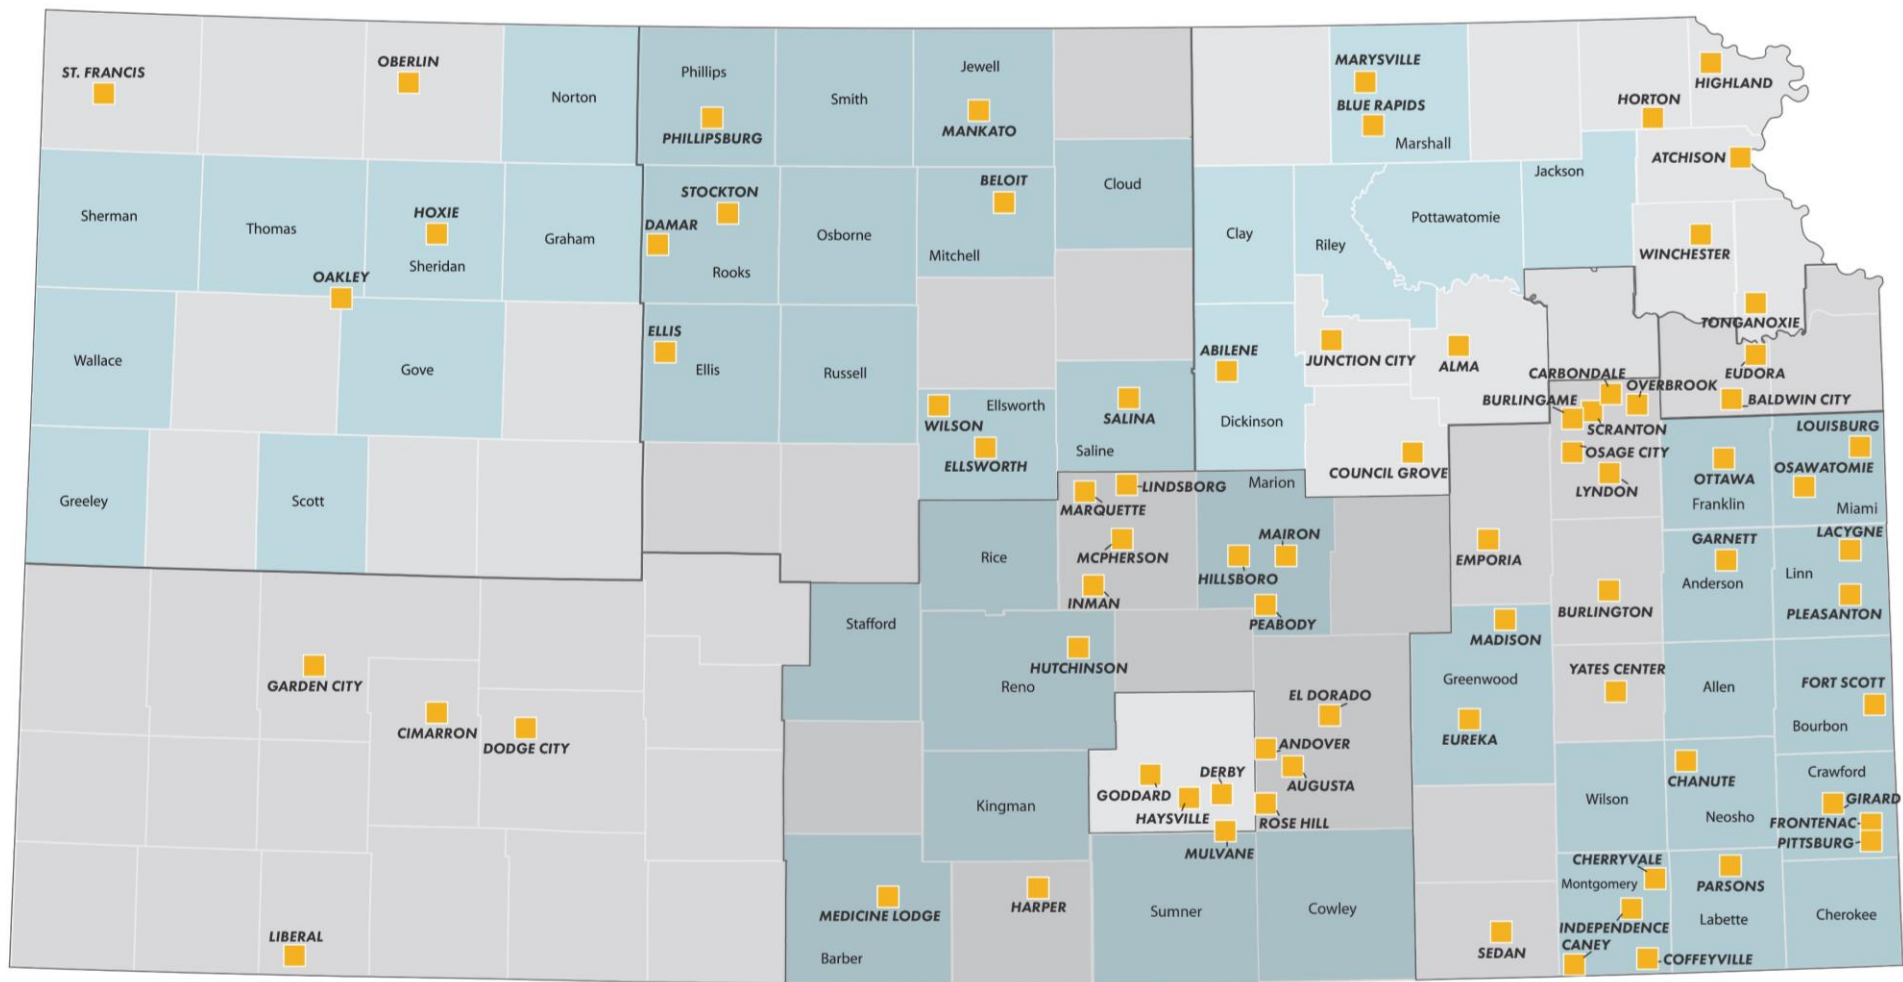 ST. FRANCIS
OBERLIN
Norton
Phillips
PHILLIPSBURG
Smith
Jewell
MANKATO
MARYSVILLE
BLUE RAPIDS
Marshall
HORTON
HIGHLAND
ATCHISON
Sherman
Thomas
HOXIE
Sheridan
OAKLEY
Graham
STOCKTON
DAMAR
Rooks
Osborne
BELOIT
Mitchell
Cloud
Clay
Riley
Pottawatomie
Jackson
WINCHESTER
TONGANOXIE
Wallace
Gove
ELLIS
Ellis
Russell
Ellsworth
WILSON
ELLSWORTH
SALINA
Saline
ABILENE
Dickinson
JUNCTION CITY
ALMA
COUNCIL GROVE
CARBONDALE
OVERBROOK
BURLINGAME
SCRANTON
OSAGE CITY
LYNDON
EUDORA
BALDWIN CITY
LOUISBURG
OSAWATOMIE
Miami
OTTAWA
Franklin
Greeley
Scott
Rice
MARQUETTE
LINDSBORG
MCPHERSON
INMAN
Marion
MAIRON
HILLSBORO
PEABODY
EMPORIA
BURLINGTON
GARNETT
Anderson
LACYGNE
Linn
PLEASANTON
Stafford
HUTCHINSON
Reno
MADISON
Greenwood
EUREKA
YATES CENTER
Allen
FORT SCOTT
Bourbon
GARDEN CITY
CIMARRON
DODGE CITY
Kingman
GODDARD
HAYSVILLE
DERBY
MULVANE
EL DORADO
ANDOVER
AUGUSTA
ROSE HILL
Wilson
CHANUTE
Neosho
Crawford
GIRARD
FRONTENAC
PITTSBURG
LIBERAL
MEDICINE LODGE
Barber
HARPER
Sumner
Cowley
SEDAN
CHERRYVALE
Montgomery
INDEPENDENCE
CANEY
COFFEYVILLE
PARSONS
Labette
Cherokee